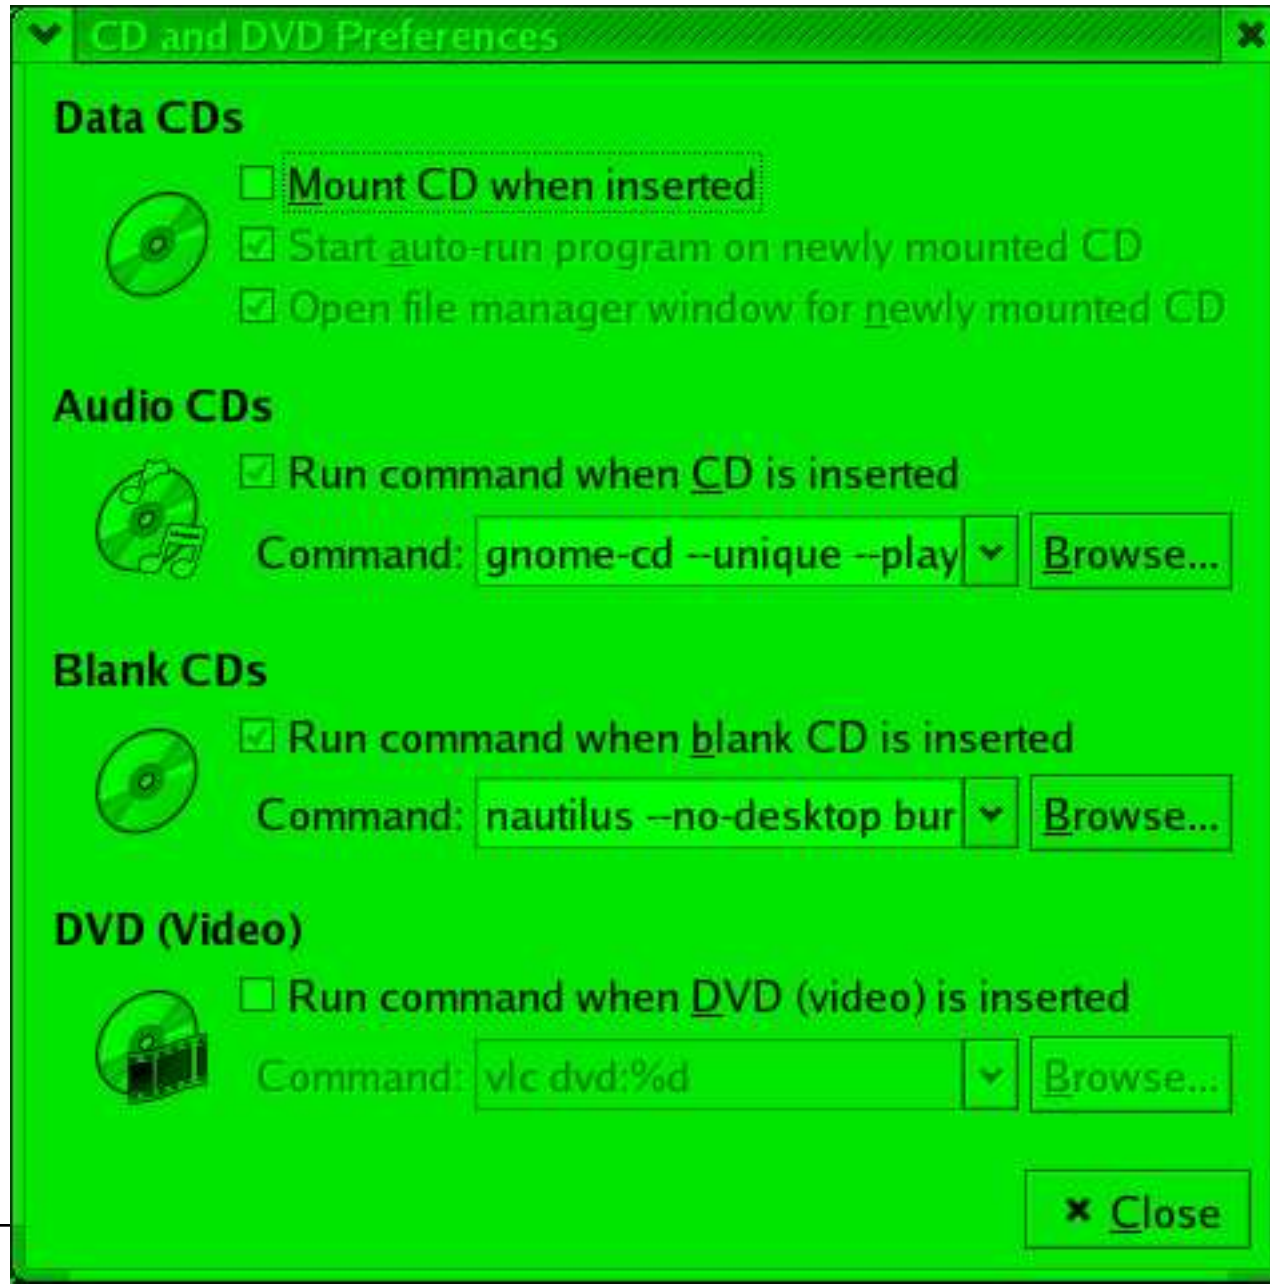 CD and DVD Preferences
Data CDs
Mount CD when inserted
Start auto-run program on newly mounted CD
Open file manager window for newly mounted CD
Audio CDs
Run command when CD is inserted
Command: gnome-cd --unique --play Browse...
Blank CDs
Run command when blank CD is inserted
Command: nautilus --no-desktop bur Browse...
DVD (Video)
Run command when DVD (video) is inserted
Command: vlc dvd:%d Browse...
Close